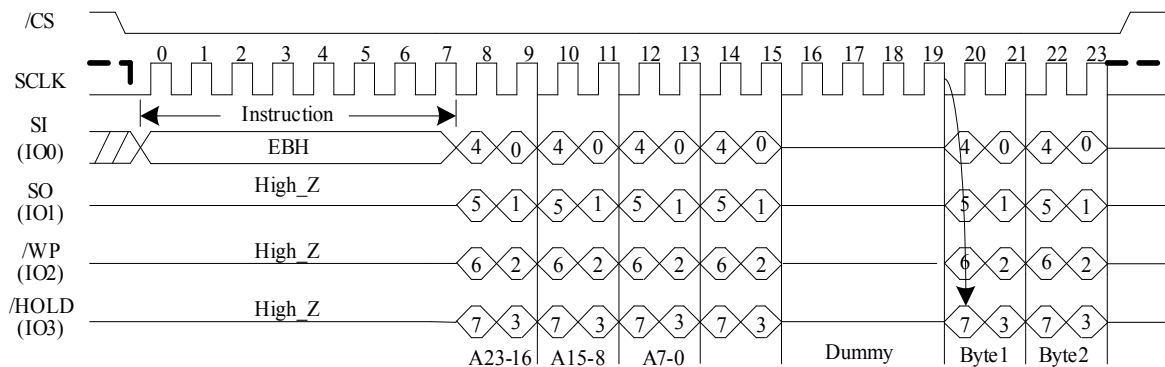 /CS
0 1 2 3 4 5 6 7 8 9 10 11 12 13 14 15 16 17 18 19 20 21 22 23
SCLK
Instruction
SI
(IO0)
EBH
4 0 4 0 4 0 4 0 4 0 4 0
High_Z
SO
(IO1)
5 1 5 1 5 1 5 1 5 1 5 1
High_Z
/WP
(IO2)
6 2 6 2 6 2 6 2 6 2 6 2
High_Z
/HOLD
(IO3)
7 3 7 3 7 3 7 3 7 3 7 3
A23-16 A15-8 A7-0 Dummy Byte1 Byte2